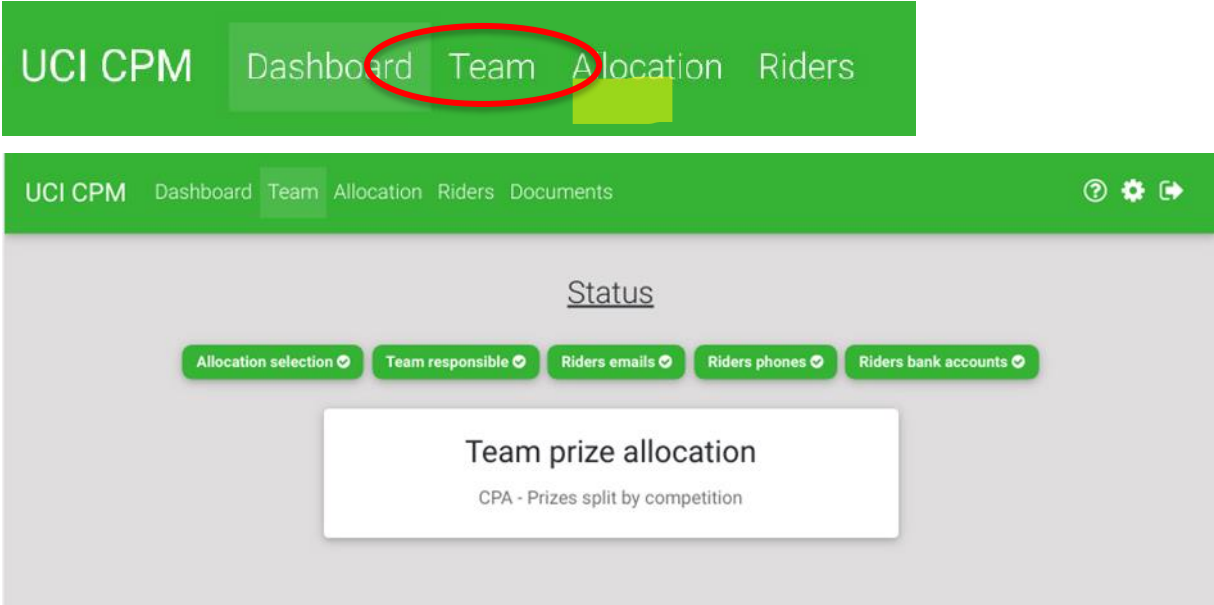 UCI CPM Dashboard Team Allocation Riders
UCI CPM Dashboard Team Allocation Riders Documents
Status
Allocation selection Team responsible Riders emails Riders phones Riders bank accounts
Team prize allocation
CPA - Prizes split by competition